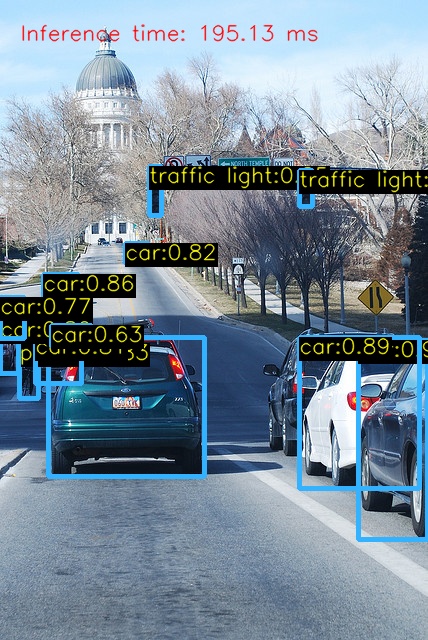 Inference time: 195.13 ms
NORTH TEMPLE
traffic light:0.
traffic light:
car:0.82
car:0.86
car:0.77
car:0.63
car:0.89